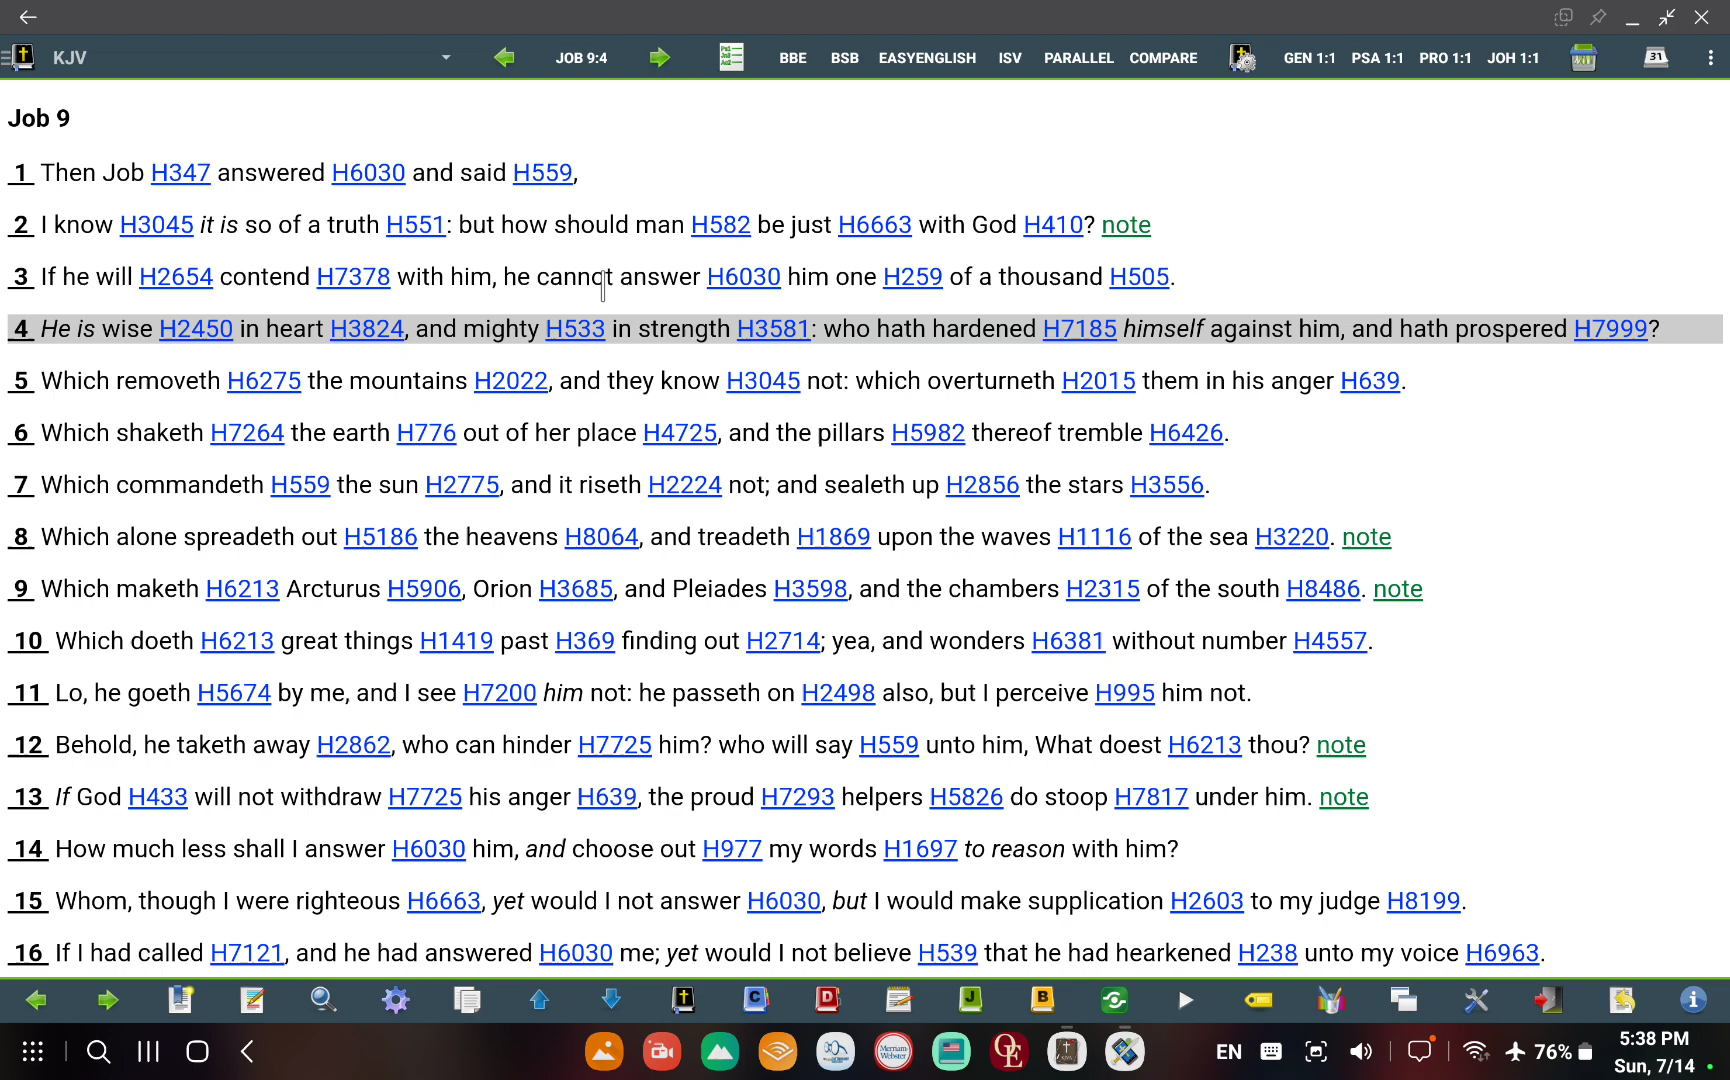 KJV JOB 9:4 BBE BSB EASYENGLISH ISV PARALLEL COMPARE GEN 1:1 PSA 1:1 PRO 1:1 JOH 1:1 31
Job 9
1 Then Job H347 answered H6030 and said H559,
2 I know H3045 it is so of a truth H551: but how should man H582 be just H6663 with God H410? note
3 If he will H2654 contend H7378 with him, he cannot answer H6030 him one H259 of a thousand H505.
4 He is wise H2450 in heart H3824, and mighty H533 in strength H3581: who hath hardened H7185 himself against him, and hath prospered H7999?
5 Which removeth H6275 the mountains H2022, and they know H3045 not: which overturneth H2015 them in his anger H639.
6 Which shaketh H7264 the earth H776 out of her place H4725, and the pillars H5982 thereof tremble H6426.
7 Which commandeth H559 the sun H2775, and it riseth H2224 not; and sealeth up H2856 the stars H3556.
8 Which alone spreadeth out H5186 the heavens H8064, and treadeth H1869 upon the waves H1116 of the sea H3220. note
9 Which maketh H6213 Arcturus H5906, Orion H3685, and Pleiades H3598, and the chambers H2315 of the south H8486. note
10 Which doeth H6213 great things H1419 past H369 finding out H2714; yea, and wonders H6381 without number H4557.
11 Lo, he goeth H5674 by me, and I see H7200 him not: he passeth on H2498 also, but I perceive H995 him not.
12 Behold, he taketh away H2862, who can hinder H7725 him? who will say H559 unto him, What doest H6213 thou? note
13 If God H433 will not withdraw H7725 his anger H639, the proud H7293 helpers H5826 do stoop H7817 under him. note
14 How much less shall I answer H6030 him, and choose out H977 my words H1697 to reason with him?
15 Whom, though I were righteous H6663, yet would I not answer H6030, but I would make supplication H2603 to my judge H8199.
16 If I had called H7121, and he had answered H6030 me; yet would I not believe H539 that he had hearkened H238 unto my voice H6963.
C D J B
Merriam-Webster OE EN 76% 5:38 PM
Sun, 7/14